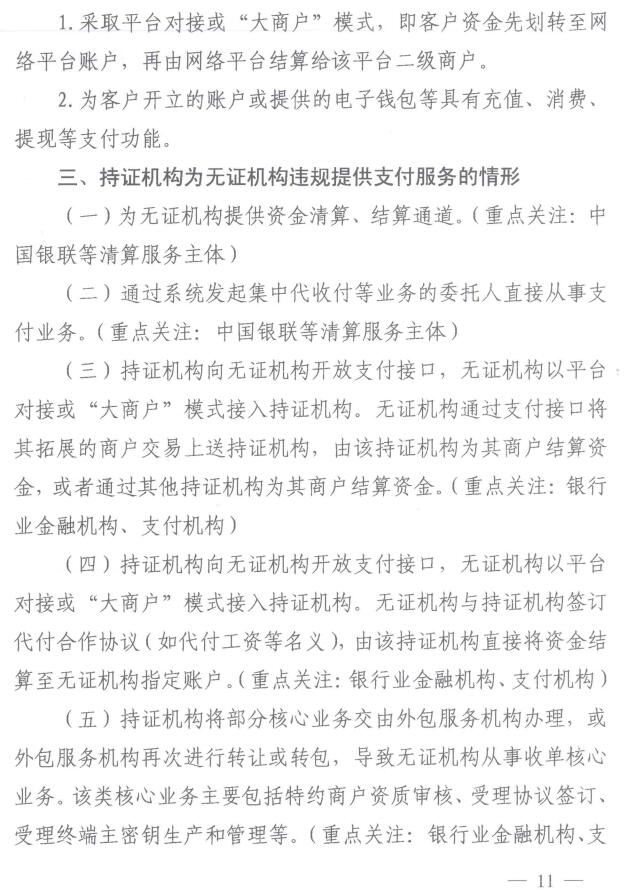 1.采取平台对接或“大商户”模式，即客户资金先划转至网
络平台账户，再由网络平台结算给该平台二级商户。
2.为客户开立的账户或提供的电子钱包等具有充值、消费、
提现等支付功能。
三、持证机构为无证机构违规提供支付服务的情形
（一）为无证机构提供资金清算、结算通道。（重点关注：中
国银联等清算服务主体）
（二）通过系统发起集中代收付等业务的委托人直接从事支
付业务。（重点关注：中国银联等清算服务主体）
（三）持证机构向无证机构开放支付接口，无证机构以平台
对接或“大商户”模式接入持证机构。无证机构通过支付接口将
其拓展的商户交易上送持证机构，由该持证机构为其商户结算资
金，或者通过其他持证机构为其商户结算资金。（重点关注：银行
业金融机构、支付机构）
（四）持证机构向无证机构开放支付接口，无证机构以平台
对接或“大商户”模式接入持证机构。无证机构与持证机构签订
代付合作协议（如代付工资等名义），由该持证机构直接将资金结
算至无证机构指定账户。（重点关注：银行业金融机构、支付机构）
（五）持证机构将部分核心业务交由外包服务机构办理，或
外包服务机构再次进行转让或转包，导致无证机构从事收单核心
业务。该类核心业务主要包括特约商户资质审核、受理协议签订、
受理终端主密钥生产和管理等。（重点关注：银行业金融机构、支
— 11 —